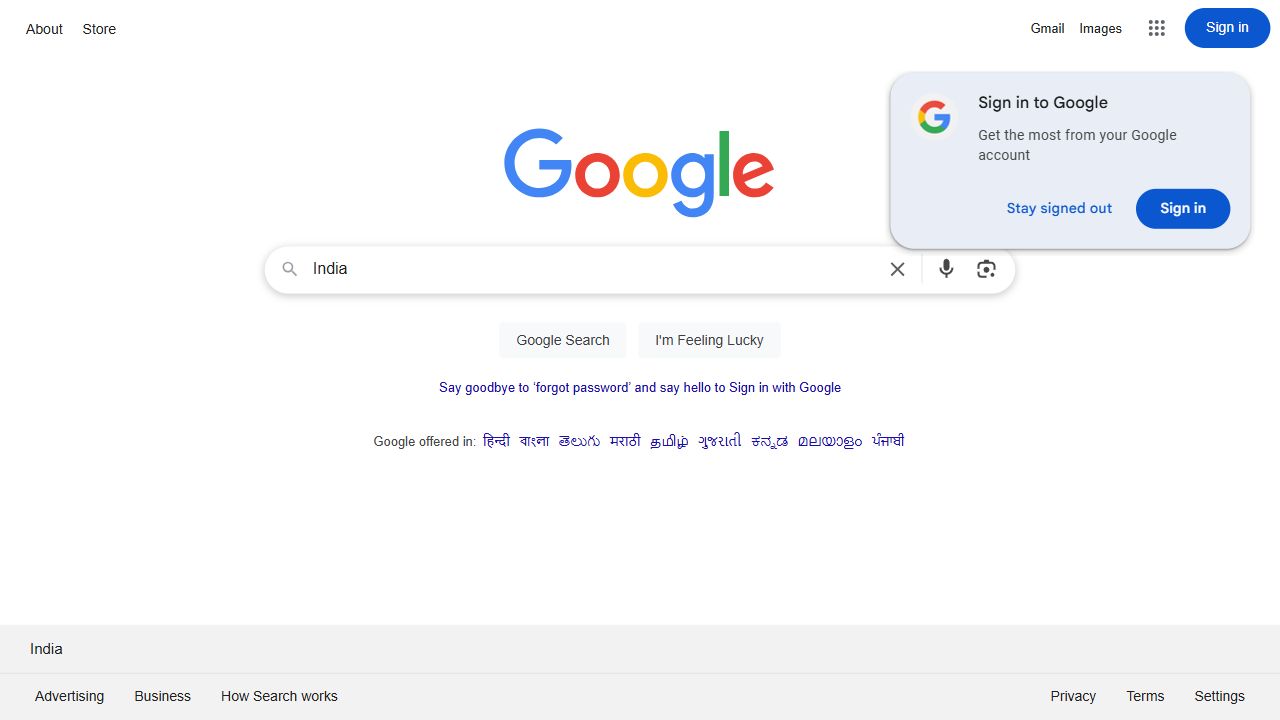 About Store Gmail Images Sign in
Sign in to Google
Get the most from your Google
account
Stay signed out Sign in
Google
India
Google Search I'm Feeling Lucky
Say goodbye to ‘forgot password’ and say hello to Sign in with Google
Google offered in: हिन्दी বাংলা తెలుగు मराठी தமிழ் ગુજરાતી ಕನ್ನಡ മലയാളം ਪੰਜਾਬੀ
India
Advertising Business How Search works Privacy Terms Settings